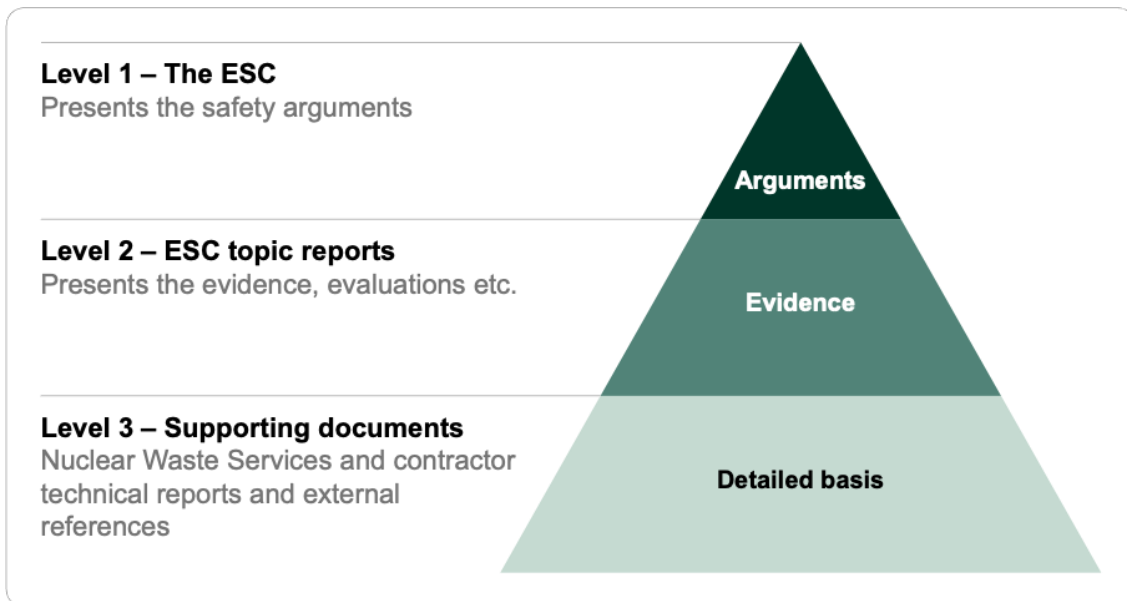 Level 1 – The ESC
Presents the safety arguments
Arguments
Level 2 – ESC topic reports
Presents the evidence, evaluations etc.
Evidence
Level 3 – Supporting documents
Nuclear Waste Services and contractor
technical reports and external
references
Detailed basis